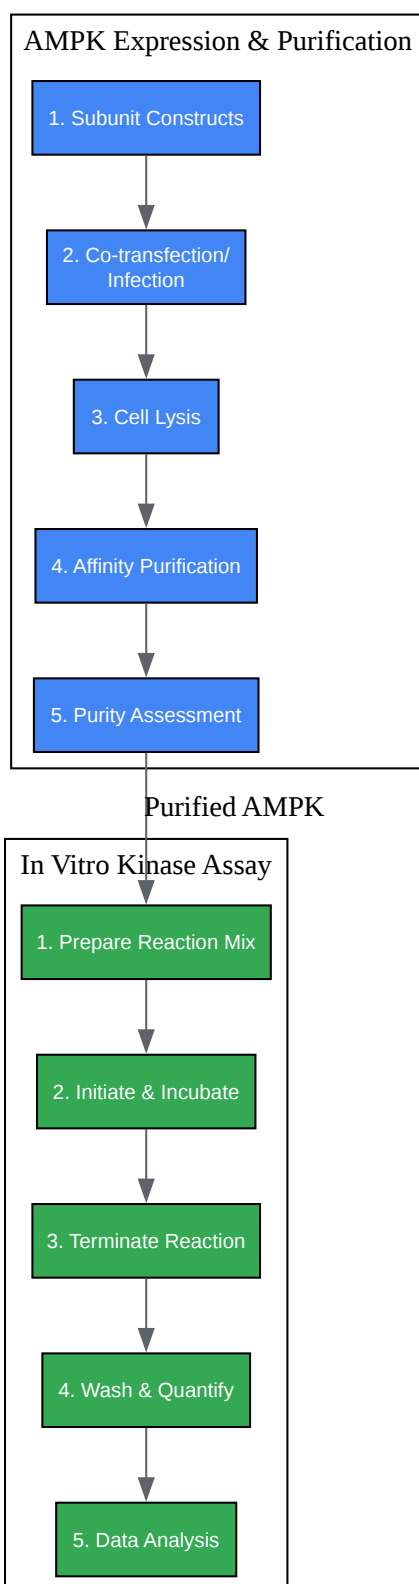 AMPK Expression & Purification
1. Subunit Constructs
2. Co-transfection/
Infection
3. Cell Lysis
4. Affinity Purification
5. Purity Assessment
Purified AMPK
In Vitro Kinase Assay
1. Prepare Reaction Mix
2. Initiate & Incubate
3. Terminate Reaction
4. Wash & Quantify
5. Data Analysis